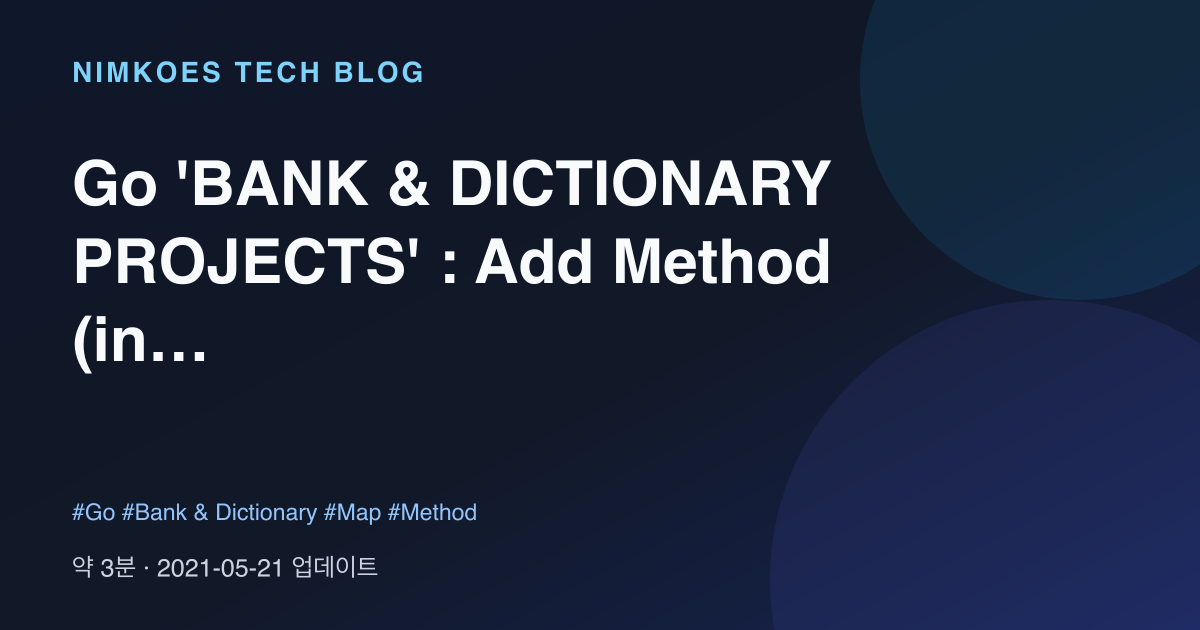 NIMKOES TECH BLOG
Go 'BANK & DICTIONARY
PROJECTS' : Add Method
(in…
#Go #Bank & Dictionary #Map #Method
약 3분 · 2021-05-21 업데이트